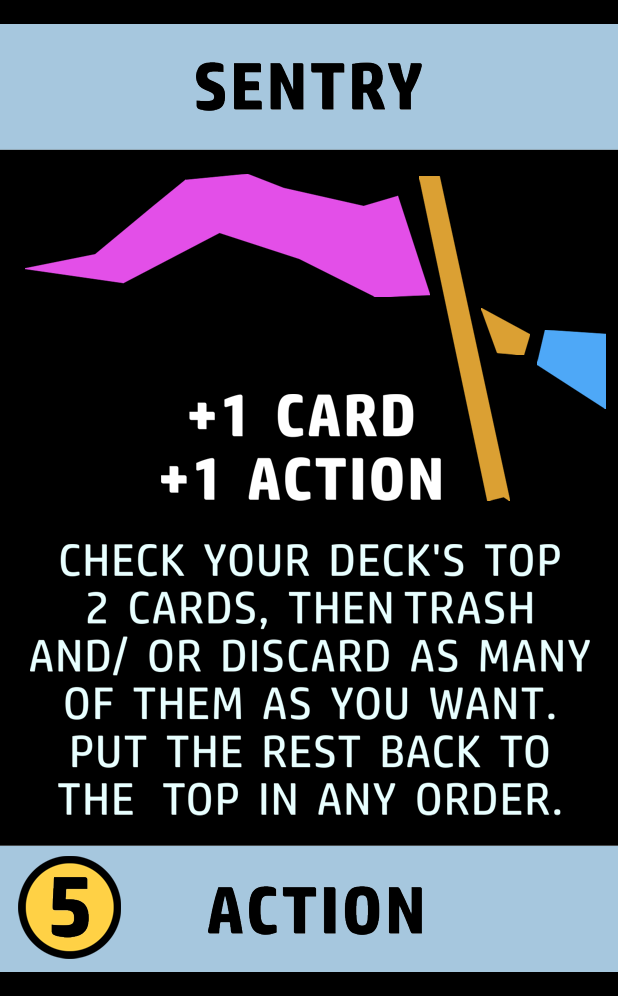 SENTRY
+1 CARD
+1 ACTION
CHECK YOUR DECK'S TOP
2 CARDS, THEN TRASH
AND/ OR DISCARD AS MANY
OF THEM AS YOU WANT.
PUT THE REST BACK TO
THE TOP IN ANY ORDER.
5 ACTION